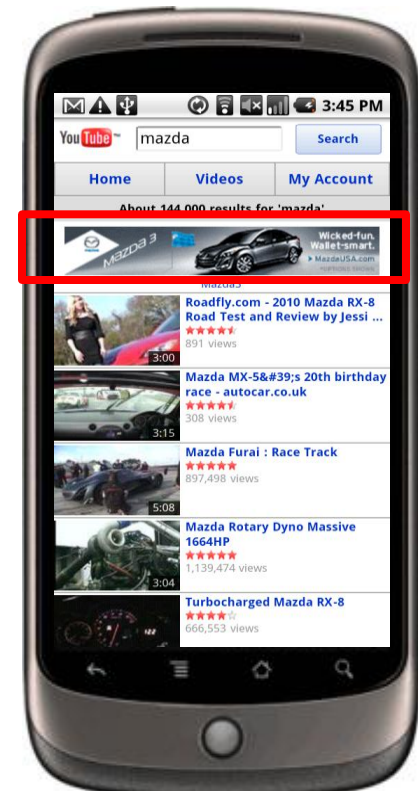 3:45 PM
YouTube mazda Search
Home Videos My Account
About 144,000 results for 'mazda'
MAZDA 3
Wicked-fun.
Wallet-smart.
MazdaUSA.com
Mazda3
Roadfly.com - 2010 Mazda RX-8
Road Test and Review by Jessi ...
891 views
3:00
Mazda MX-5&#39;s 20th birthday
race - autocar.co.uk
308 views
3:15
Mazda Furai : Race Track
897,498 views
5:08
Mazda Rotary Dyno Massive
1664HP
1,139,474 views
3:04
Turbocharged Mazda RX-8
666,553 views